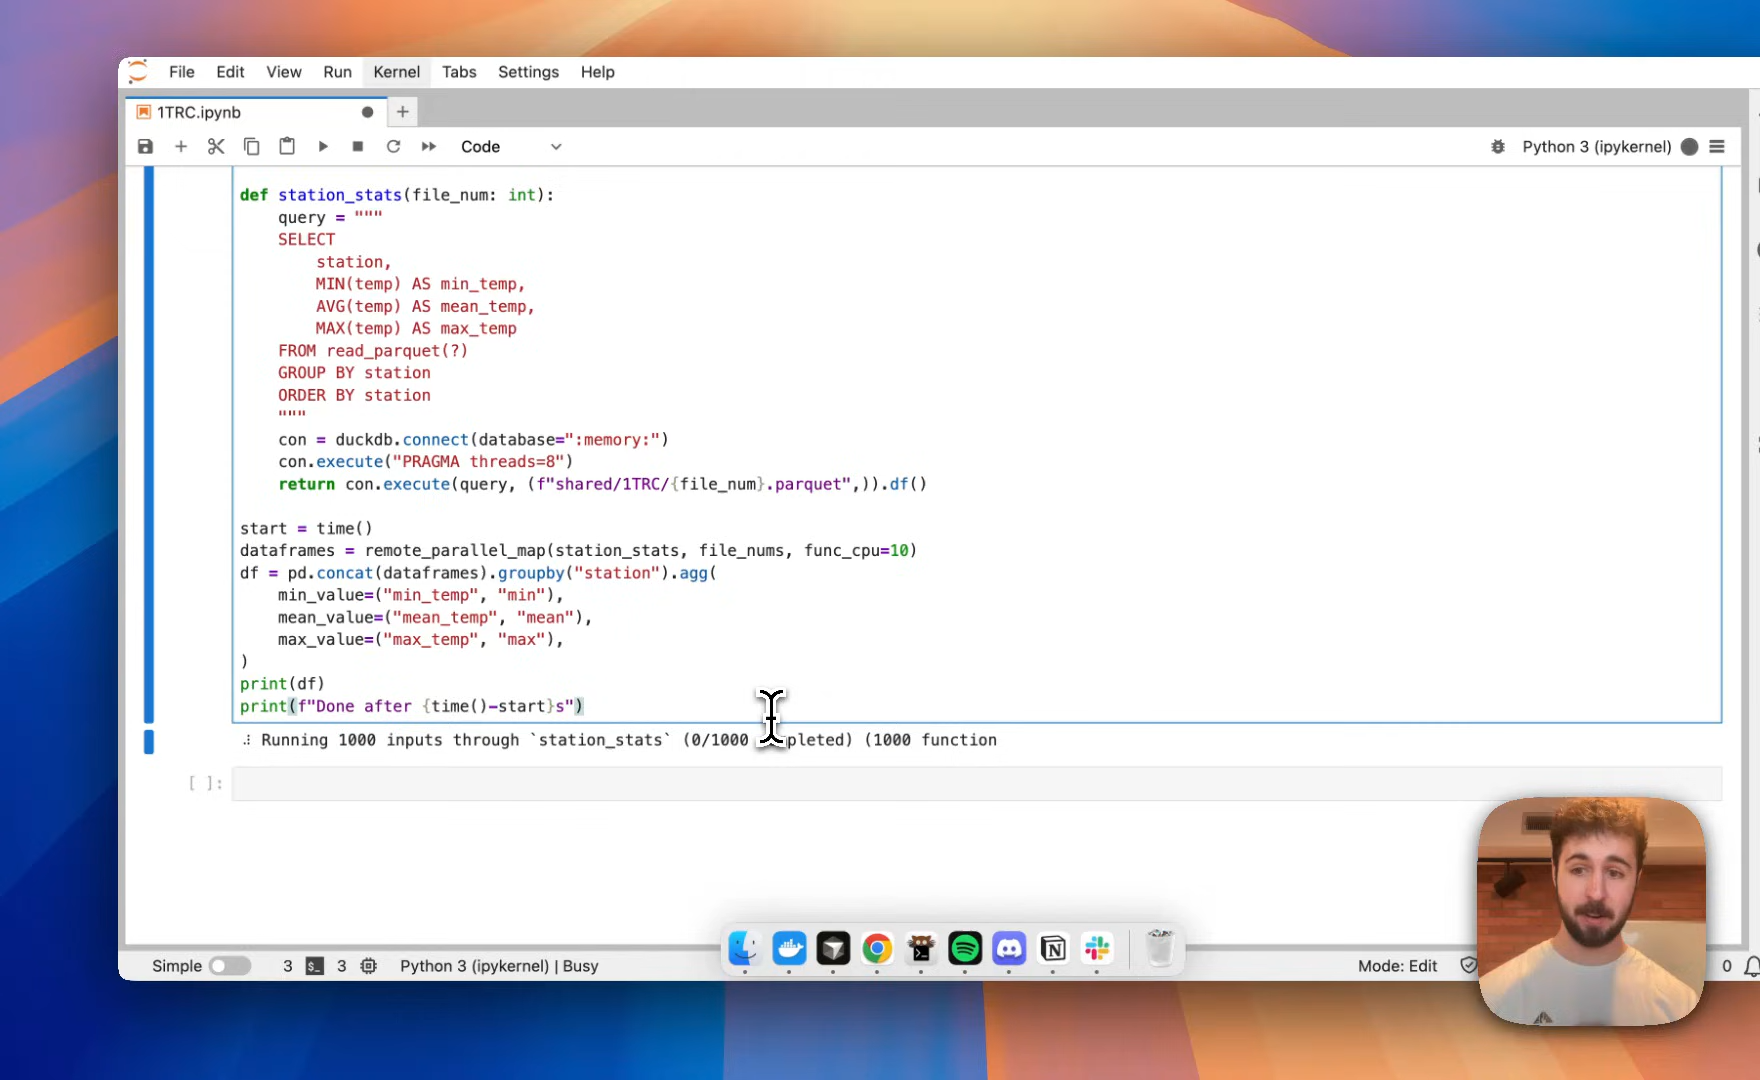 File Edit View Run Kernel Tabs Settings Help
1TRC.ipynb
Code
Python 3 (ipykernel)
def station_stats(file_num: int):
query = """
SELECT
station,
MIN(temp) AS min_temp,
AVG(temp) AS mean_temp,
MAX(temp) AS max_temp
FROM read_parquet(?)
GROUP BY station
ORDER BY station
"""
con = duckdb.connect(database=":memory:")
con.execute("PRAGMA threads=8")
return con.execute(query, (f"shared/1TRC/{file_num}.parquet",)).df()
start = time()
dataframes = remote_parallel_map(station_stats, file_nums, func_cpu=10)
df = pd.concat(dataframes).groupby("station").agg(
min_value=("min_temp", "min"),
mean_value=("mean_temp", "mean"),
max_value=("max_temp", "max"),
)
print(df)
print(f"Done after {time()-start}s")
Running 1000 inputs through `station_stats` (0/1000 pleted) (1000 function
[ ]:
Simple 3 3 Python 3 (ipykernel) | Busy Mode: Edit 0